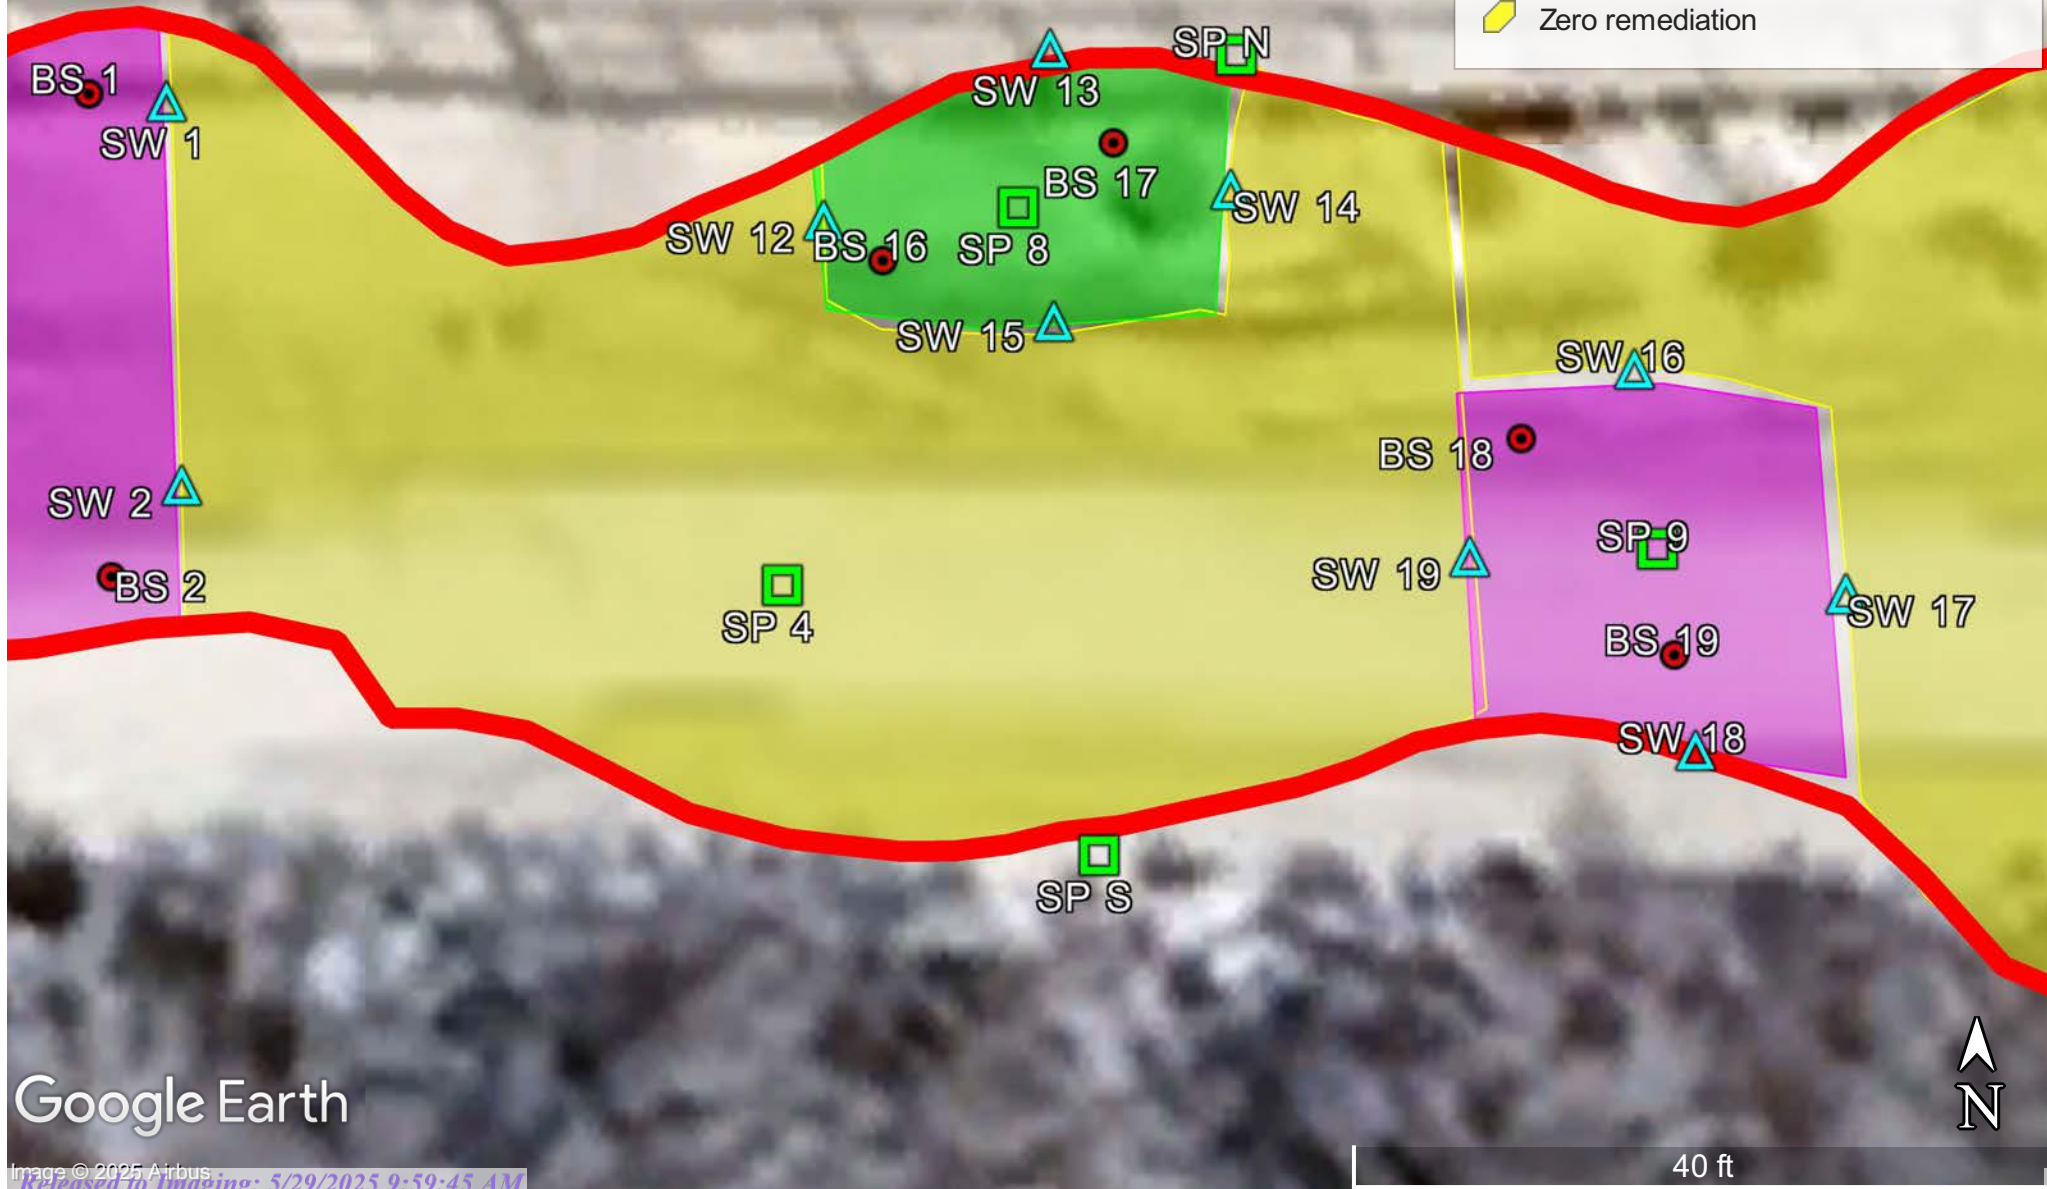 Zero remediation
SP N
SW 13
BS 1
SW 1
BS 17
SW 14
SW 12
BS 16
SP 8
SW 15
SW 16
BS 18
SW 2
SP 9
BS 2
SW 19
SW 17
SP 4
BS 19
SW 18
SP S
N
Google Earth
40 ft
Image © 2025 Airbus
Released to Imaging: 5/29/2025 9:59:45 AM